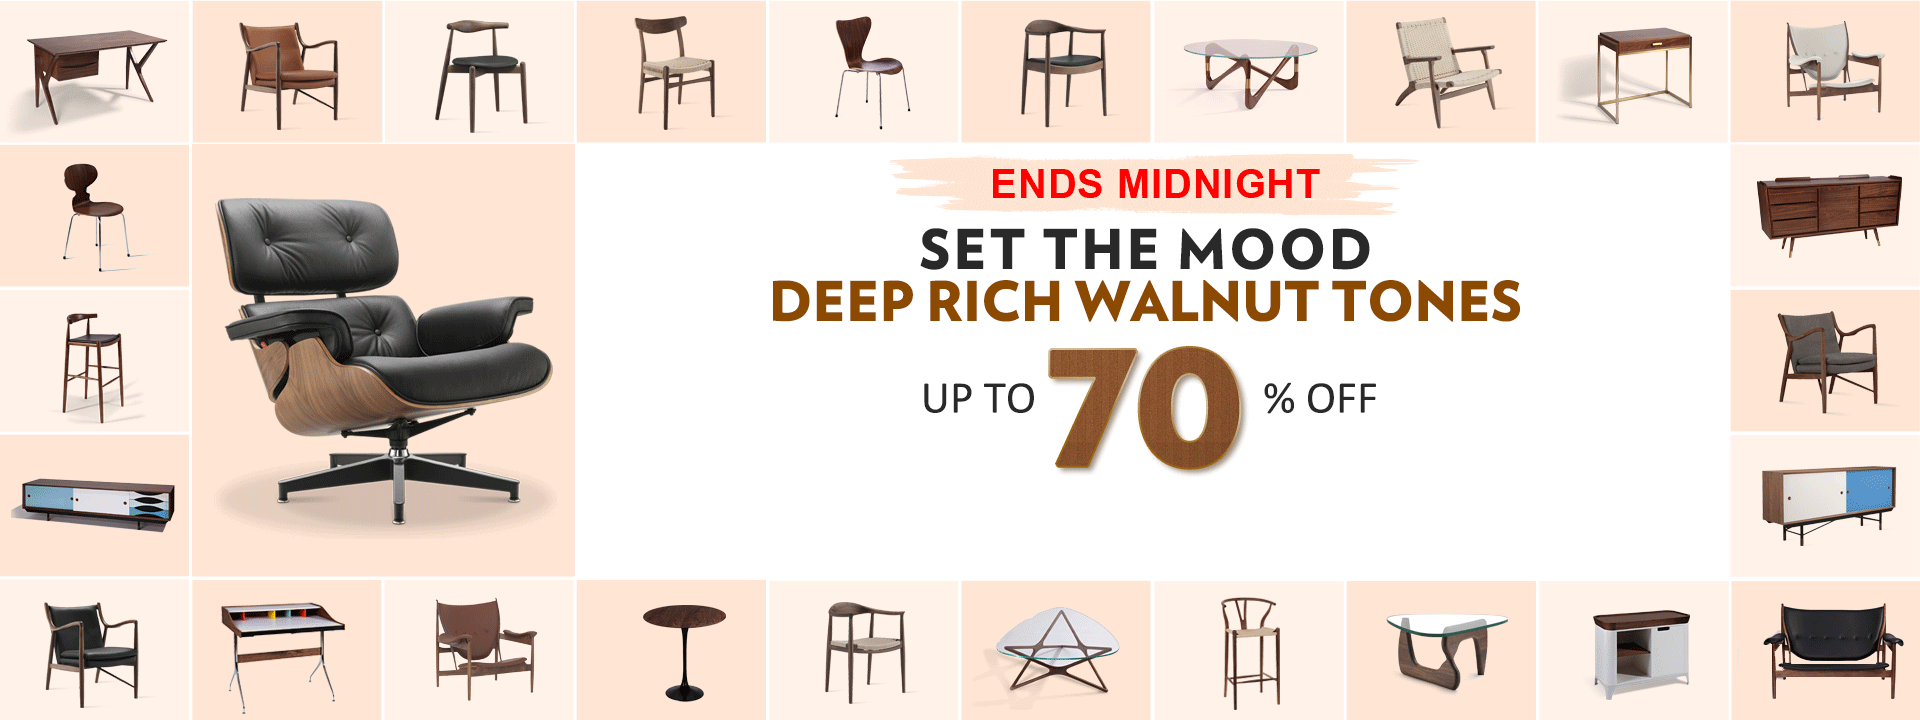 ENDS MIDNIGHT
SET THE MOOD
DEEP RICH WALNUT TONES
UP TO 70 % OFF